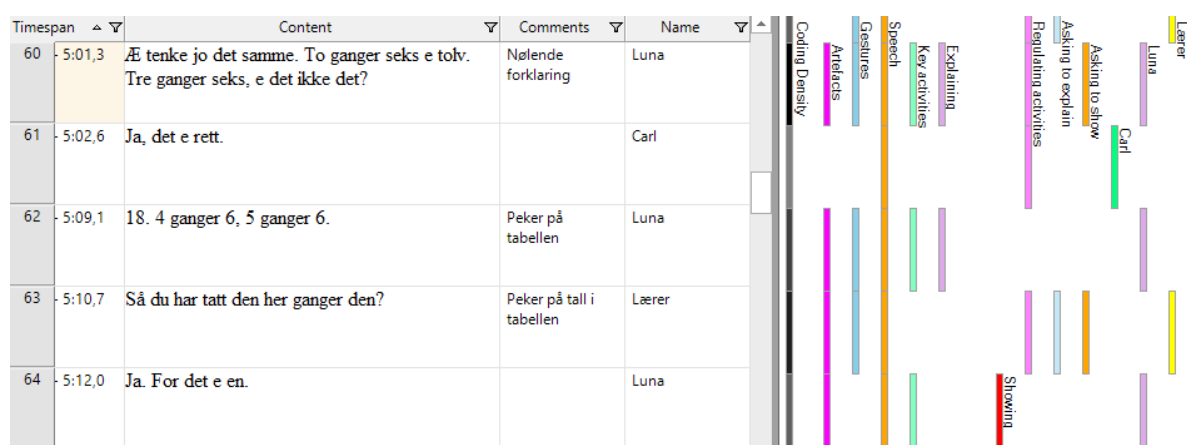 Timespan Content Comments Name
60 - 5:01,3 Æ tenke jo det samme. To ganger seks e tolv. Nølende Luna
Tre ganger seks, e det ikke det? forklaring
61 - 5:02,6 Ja, det e rett. Carl
62 - 5:09,1 18. 4 ganger 6, 5 ganger 6. Peker på Luna
tabellen
63 - 5:10,7 Så du har tatt den her ganger den? Peker på tall i Lærer
tabellen
64 - 5:12,0 Ja. For det e en. Luna
Coding Density
Artefacts
Gestures
Speech
Key activities
Explaining
Showing
Regulating activities
Asking to explain
Asking to show
Carl
Luna
Lærer